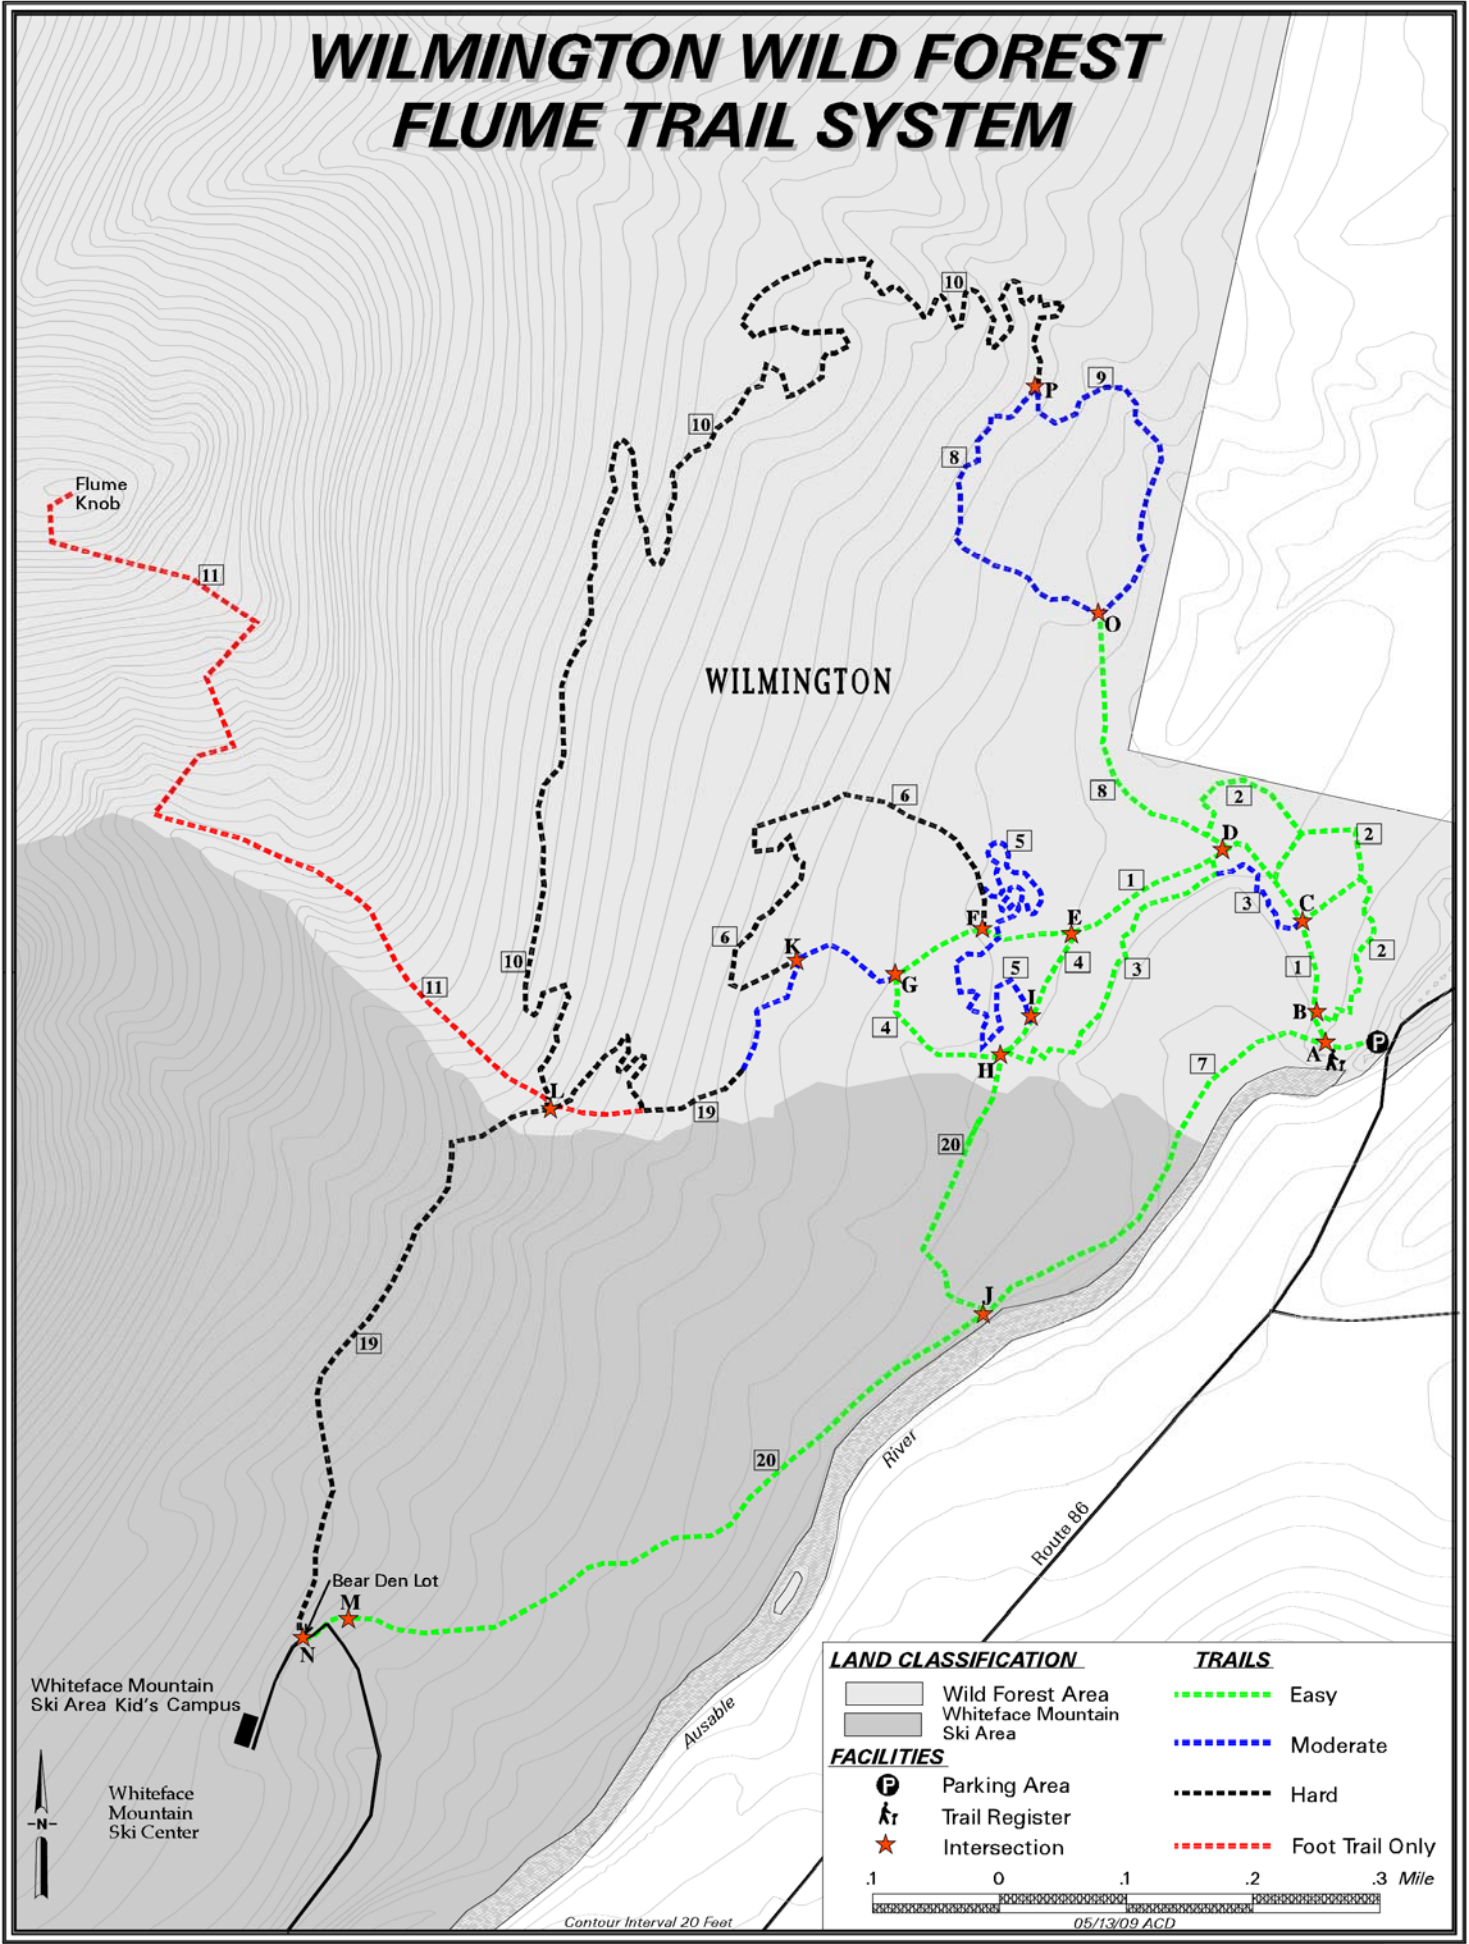 WILMINGTON WILD FOREST
FLUME TRAIL SYSTEM
10
P
9
10
8
Flume
Knob
11
O
WILMINGTON
8
2
6
D
2
5
1
3
C
F
E
6
K
10
G
5
4
3
1
2
11
I
B
4
H
A
P
7
L
19
20
J
19
20
River
Route 86
Bear Den Lot
M
N
Whiteface Mountain
Ski Area Kid's Campus
Ausable
Whiteface
Mountain
Ski Center
-N-
LAND CLASSIFICATION
Wild Forest Area
Whiteface Mountain
Ski Area
FACILITIES
P
Parking Area
Trail Register
Intersection
TRAILS
Easy
Moderate
Hard
Foot Trail Only
.1 0 .1 .2 .3 Mile
05/13/09 ACD
Contour Interval 20 Feet